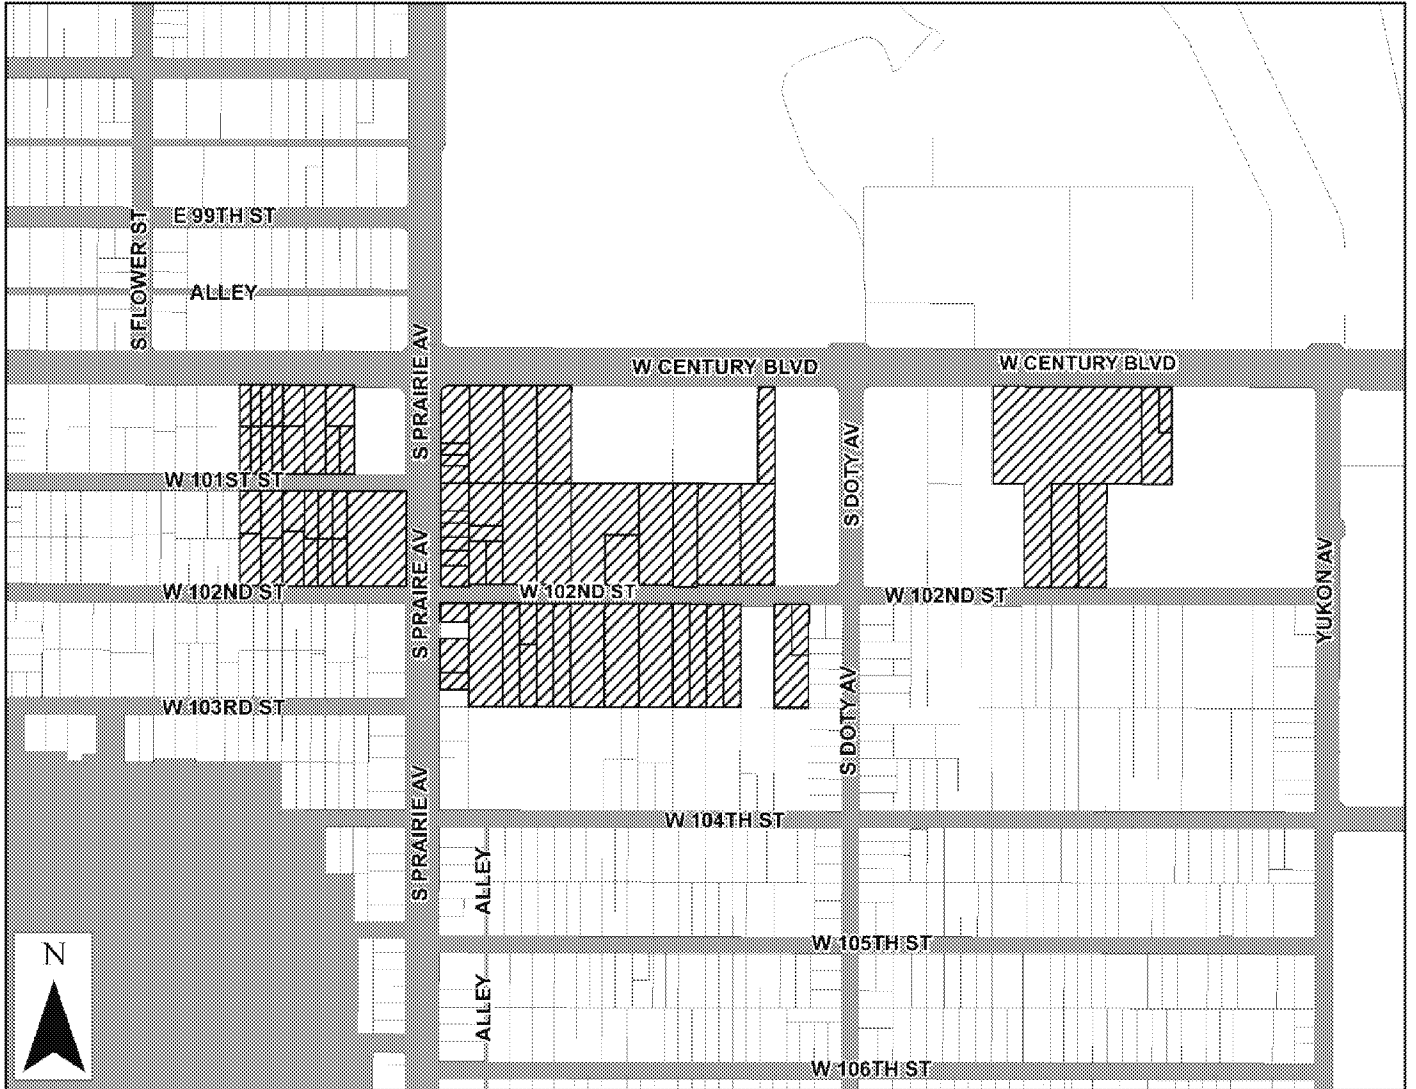 E 99TH ST
S FLOWER ST
ALLEY
S PRAIRIE AV
W CENTURY BLVD
W CENTURY BLVD
S PRAIRIE AV
S DOTY AV
W 101ST ST
S PRAIRE AV
W 102ND ST
W 102ND ST
W 102ND ST
YUKON AV
W 103RD ST
S DOTY AV
S PRAIRIE AV
W 104TH ST
ALLEY
W 105TH ST
N
ALLEY
W 106TH ST